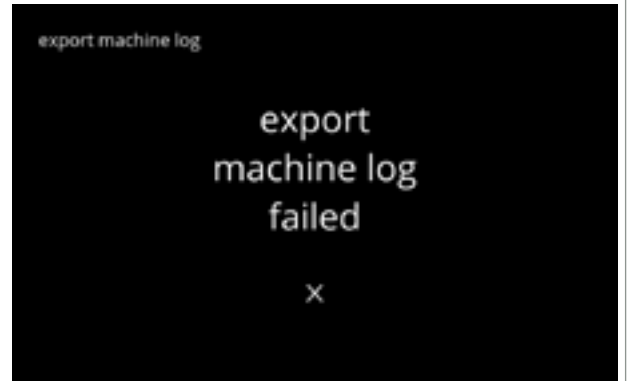 export machine log
export
machine log
failed
x